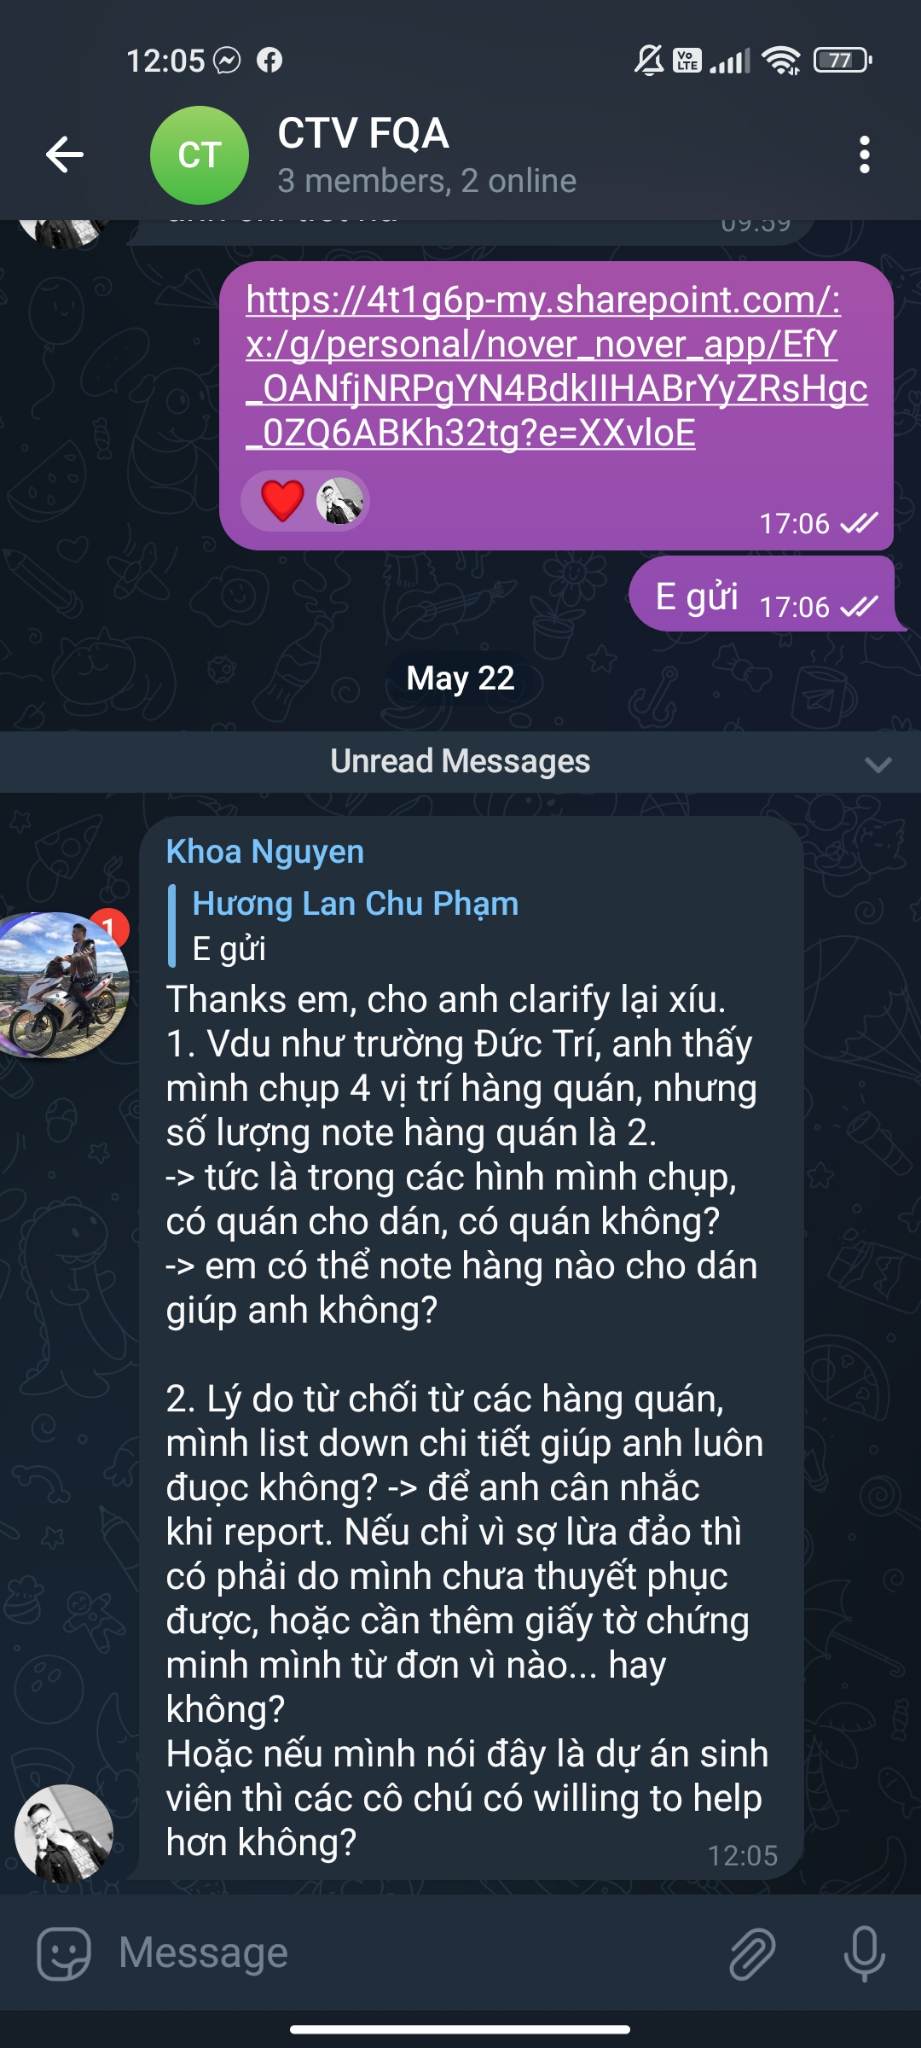 12:05
Vo LTE
77
CT
CTV FQA
3 members, 2 online
09:59
https://4t1g6p-my.sharepoint.com/:
x:/g/personal/nover_nover_app/EfY
_OANfjNRPgYN4BdkIIHABrYyZRsHgc
_0ZQ6ABKh32tg?e=XXvloE
17:06
E gửi 17:06
May 22
Unread Messages
Khoa Nguyen
Hương Lan Chu Phạm
E gửi
1
Thanks em, cho anh clarify lại xíu.
1. Vdu như trường Đức Trí, anh thấy
mình chụp 4 vị trí hàng quán, nhưng
số lượng note hàng quán là 2.
-> tức là trong các hình mình chụp,
có quán cho dán, có quán không?
-> em có thể note hàng nào cho dán
giúp anh không?
2. Lý do từ chối từ các hàng quán,
mình list down chi tiết giúp anh luôn
đuọc không? -> để anh cân nhắc
khi report. Nếu chỉ vì sợ lừa đảo thì
có phải do mình chưa thuyết phục
được, hoặc cần thêm giấy tờ chứng
minh mình từ đơn vì nào... hay
không?
Hoặc nếu mình nói đây là dự án sinh
viên thì các cô chú có willing to help
hơn không?
12:05
Message